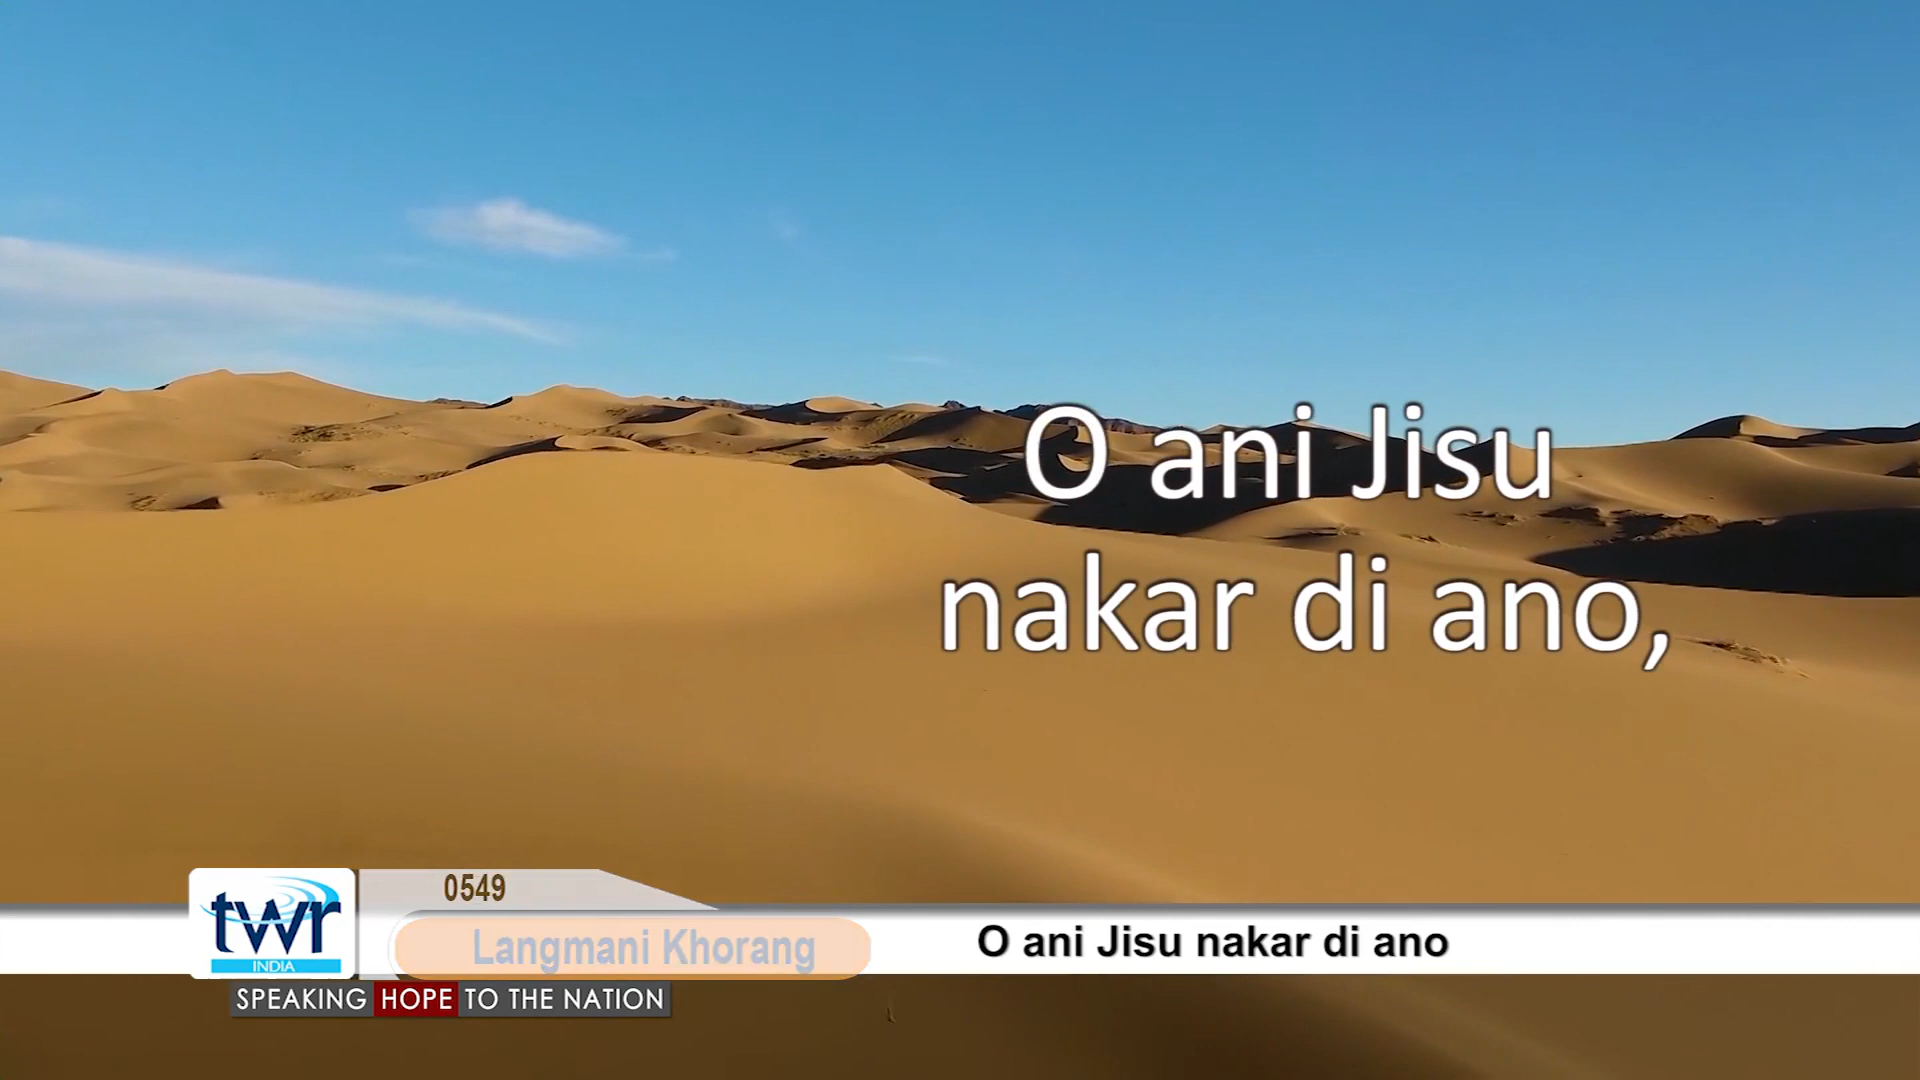 O ani Jisu
nakar di ano,
0549
twr
INDIA
Langmani Khorang
O ani Jisu nakar di ano
SPEAKING HOPE TO THE NATION